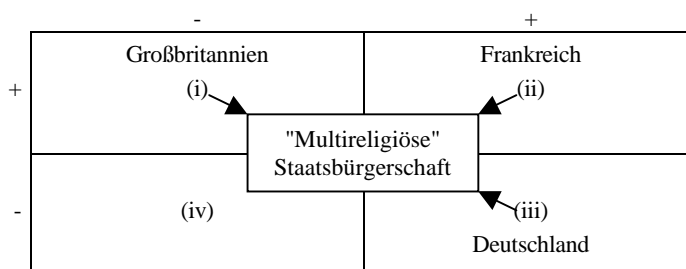 - +
Großbritannien Frankreich
+ (i) (ii)
"Multireligiöse"
Staatsbürgerschaft
- (iv) (iii)
Deutschland